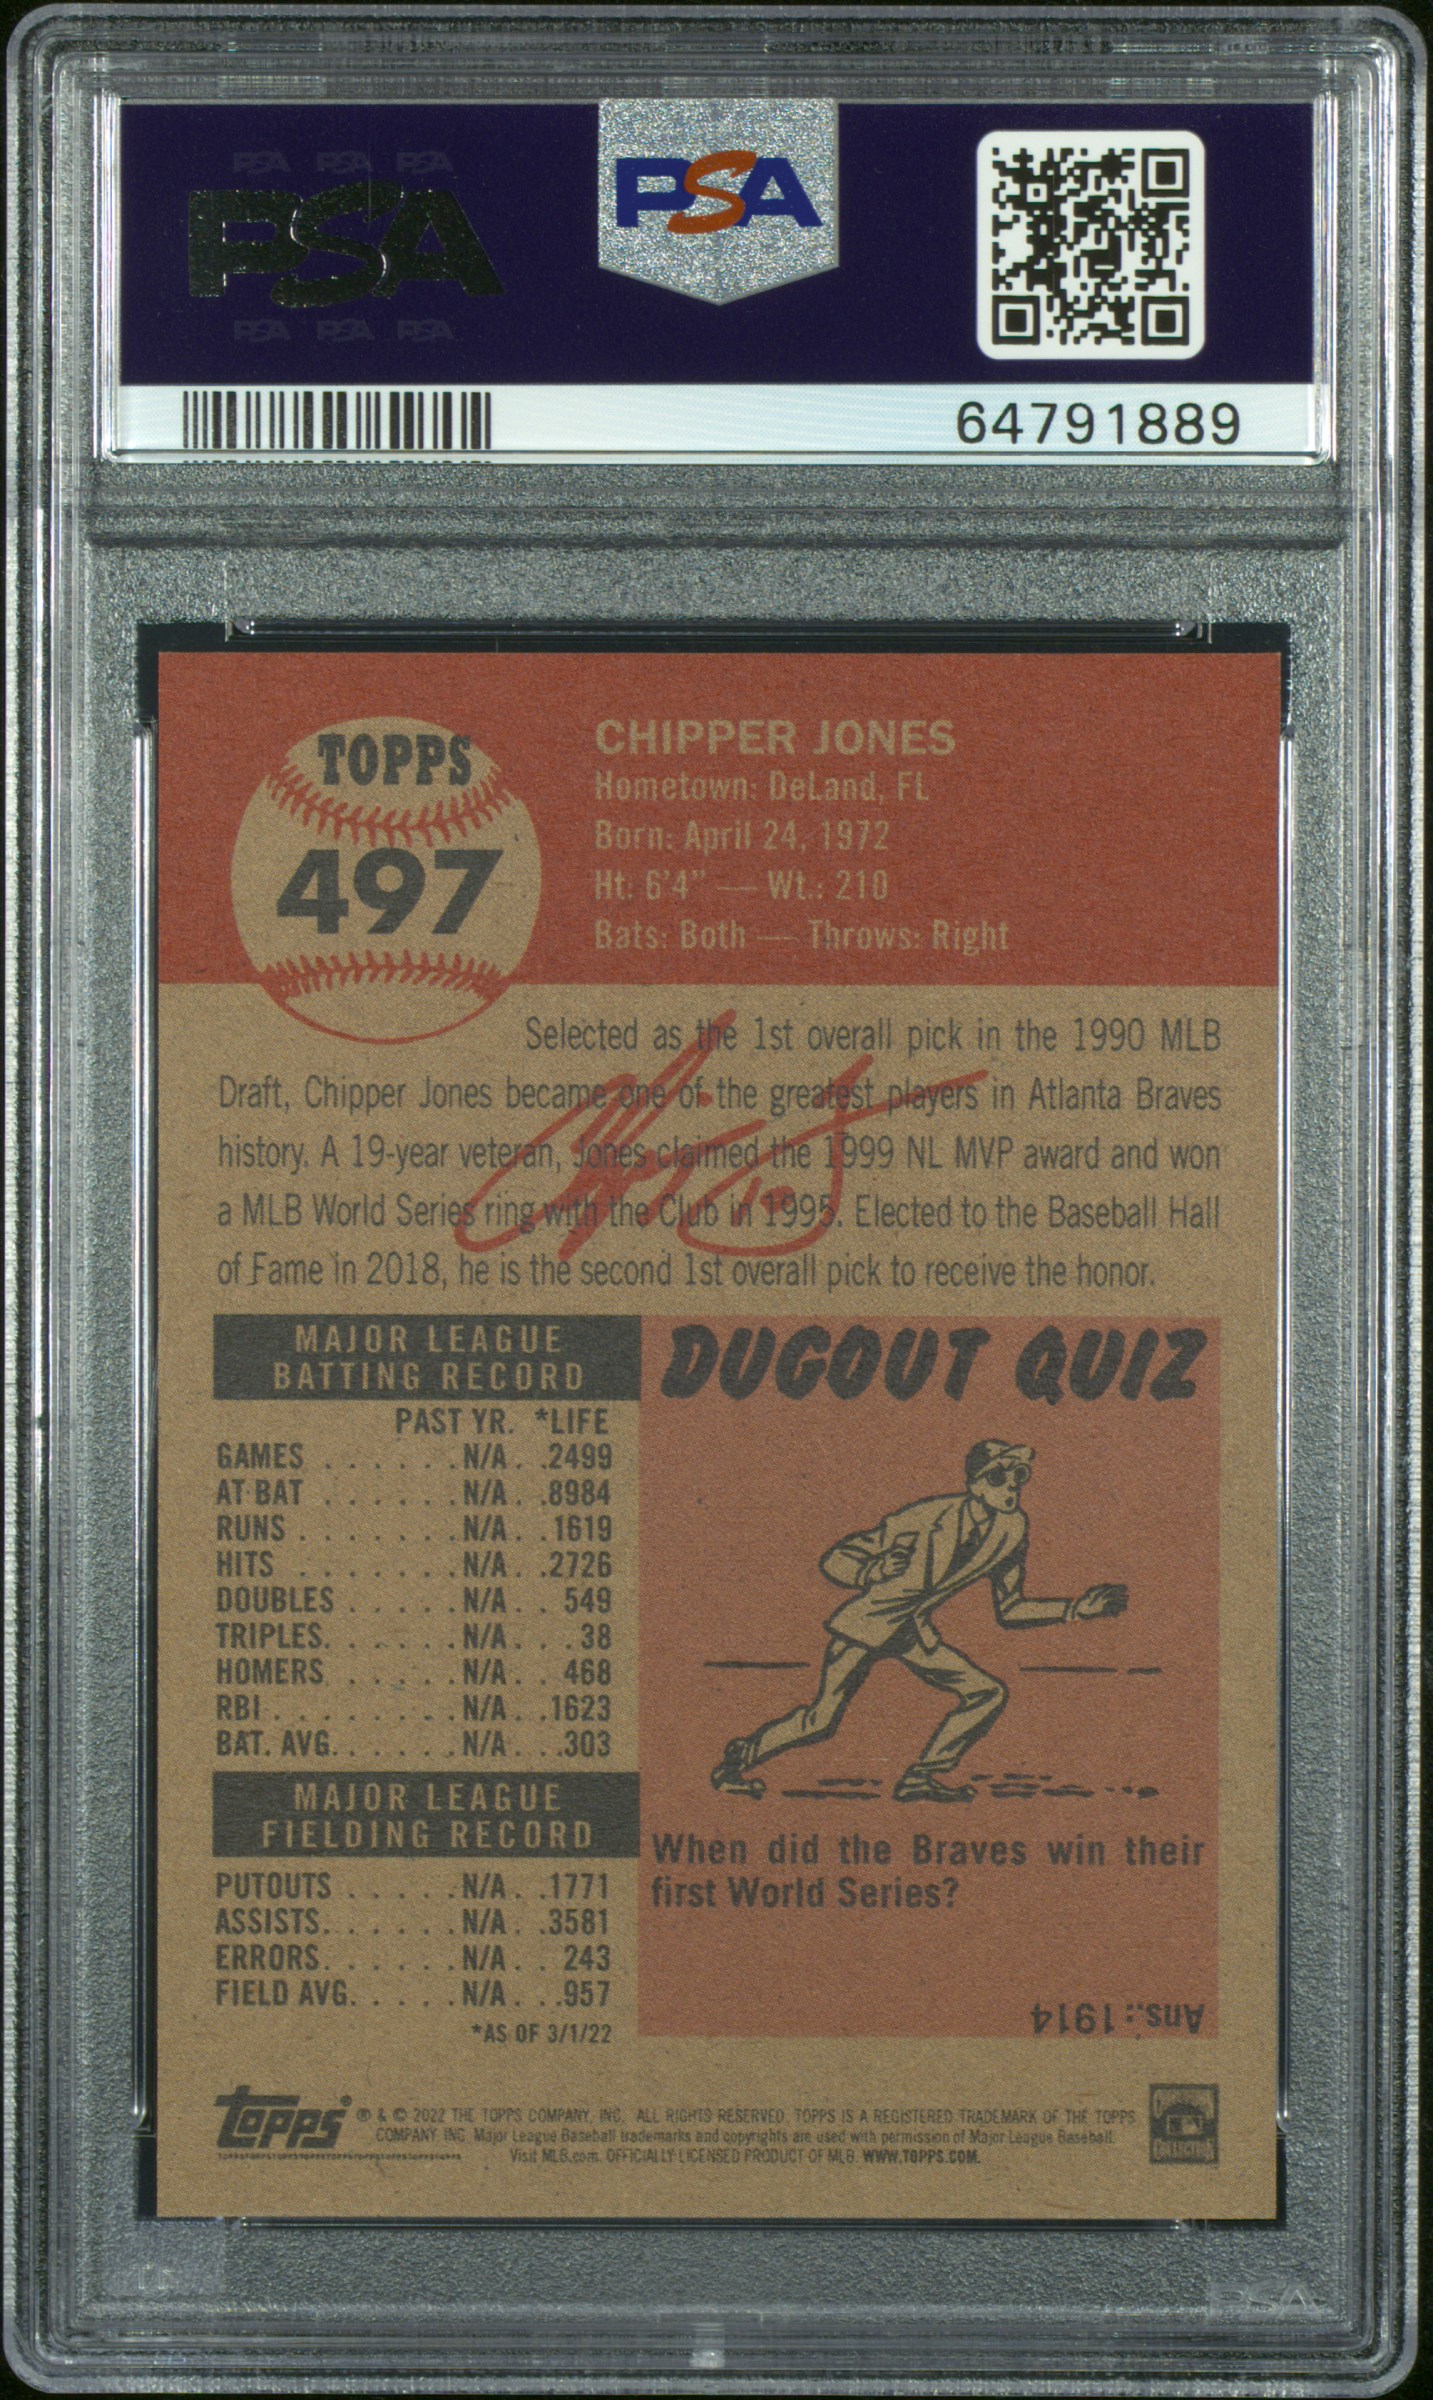 PSA PSA PSA
PSA
PSA PSA PSA
PSA
64791889
TOPPS
497
CHIPPER JONES
Hometown: DeLand, FL
Born: April 24, 1972
Ht: 6'4" — Wt.: 210
Bats: Both — Throws: Right
Selected as the 1st overall pick in the 1990 MLB
Draft, Chipper Jones became one of the greatest players in Atlanta Braves
history. A 19-year veteran, Jones claimed the 1999 NL MVP award and won
a MLB World Series ring with the Club in 1995. Elected to the Baseball Hall
of Fame in 2018, he is the second 1st overall pick to receive the honor.
MAJOR LEAGUE
BATTING RECORD
PAST YR. *LIFE
GAMES . . . . . . N/A . . 2499
AT BAT . . . . . . N/A . . 8984
RUNS . . . . . . . N/A . . 1619
HITS . . . . . . . N/A . . 2726
DOUBLES . . . . . N/A . . 549
TRIPLES . . . . . . N/A . . . 38
HOMERS . . . . . N/A . . 468
RBI . . . . . . . . N/A . . 1623
BAT. AVG. . . . . . N/A . . .303
MAJOR LEAGUE
FIELDING RECORD
PUTOUTS . . . . . N/A . . 1771
ASSISTS . . . . . . N/A . . 3581
ERRORS . . . . . . N/A . . 243
FIELD AVG. . . . . N/A . . .957
*AS OF 3/1/22
DUGOUT QUIZ
When did the Braves win their
first World Series?
Ans.: 1914
topps
® & © 2022 THE TOPPS COMPANY, INC. ALL RIGHTS RESERVED. TOPPS IS A REGISTERED TRADEMARK OF THE TOPPS
COMPANY, INC. Major League Baseball trademarks and copyrights are used with permission of Major League Baseball.
Visit MLB.com. OFFICIALLY LICENSED PRODUCT OF MLB. WWW.TOPPS.COM.
COLLECTION
PSA